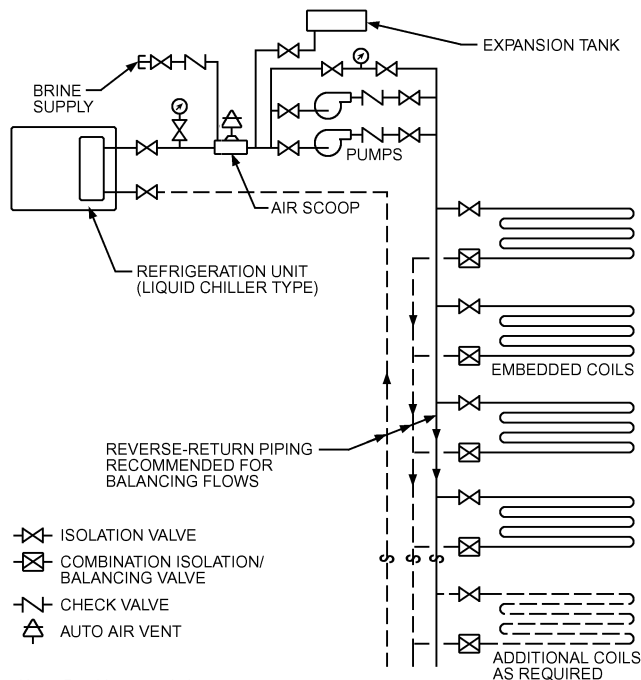 EXPANSION TANK
BRINE
SUPPLY
PUMPS
AIR SCOOP
REFRIGERATION UNIT
(LIQUID CHILLER TYPE)
EMBEDDED COILS
REVERSE-RETURN PIPING
RECOMMENDED FOR
BALANCING FLOWS
ISOLATION VALVE
COMBINATION ISOLATION/
BALANCING VALVE
CHECK VALVE
AUTO AIR VENT
S S S
ADDITIONAL COILS
AS REQUIRED